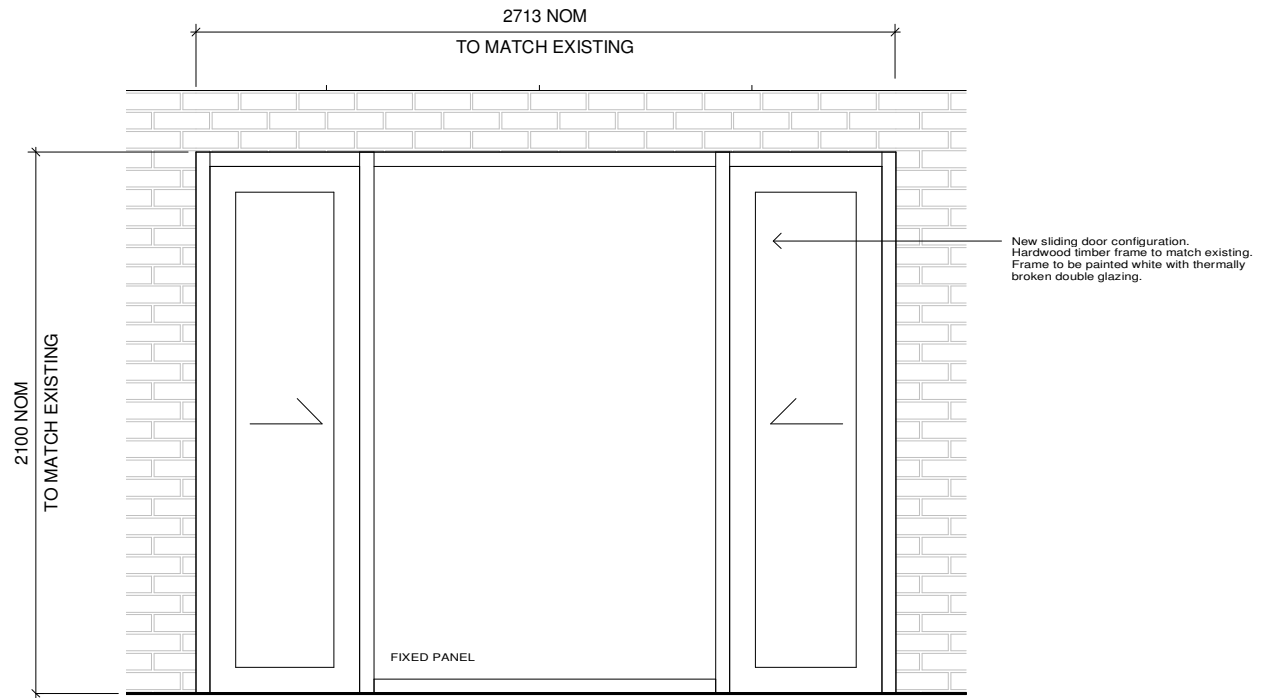 2713 NOM
TO MATCH EXISTING
New sliding door configuration.
Hardwood timber frame to match existing.
Frame to be painted white with thermally
broken double glazing.
2100 NOM
TO MATCH EXISTING
FIXED PANEL